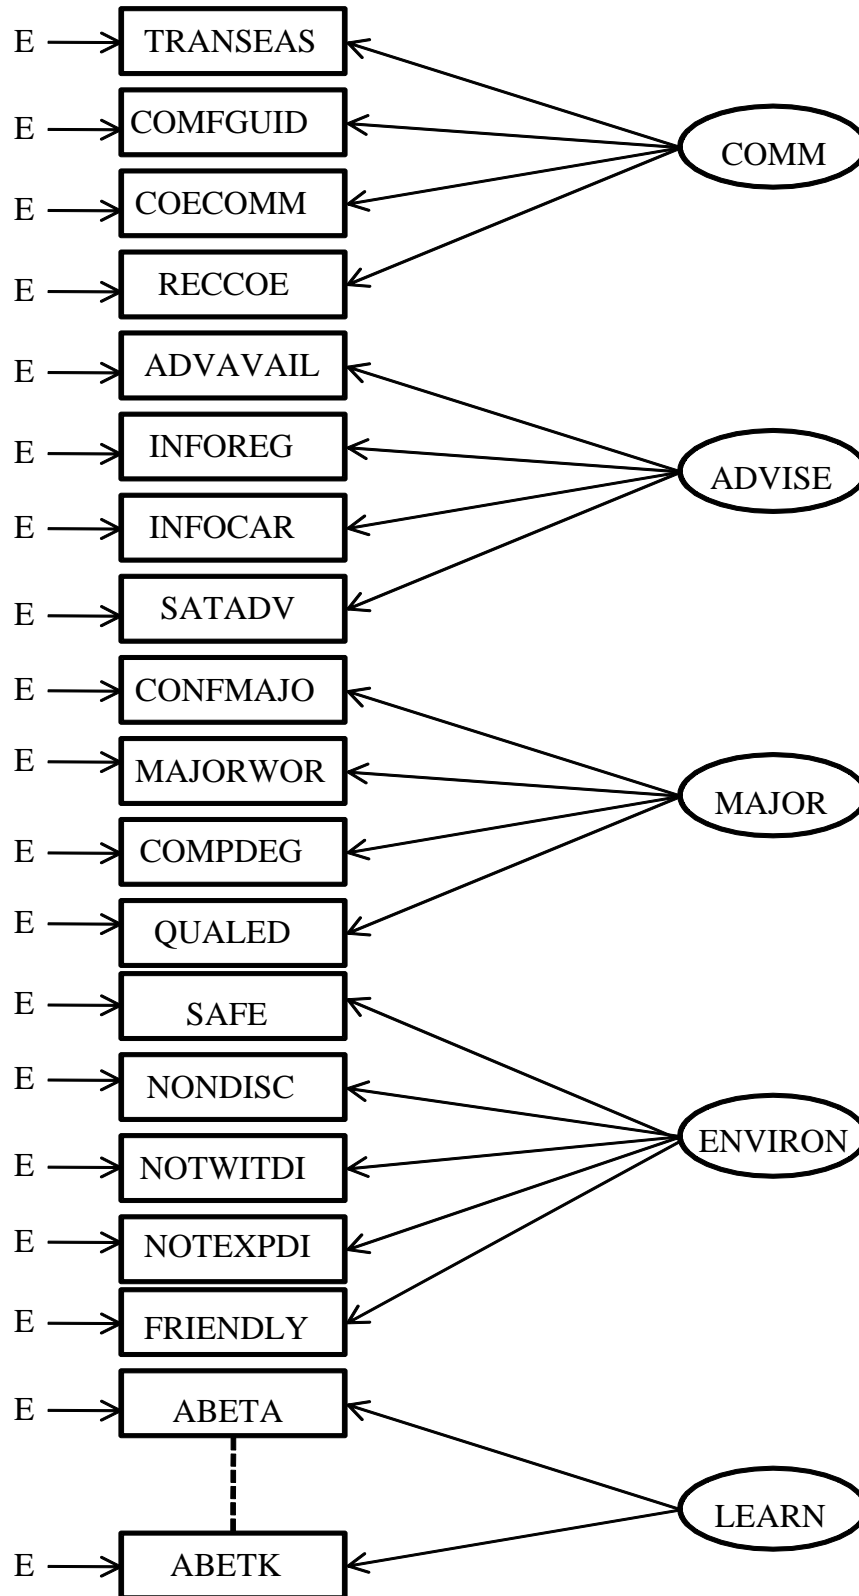 E TRANSEAS
E COMFGUID
COMM
E COECOMM
E RECCOE
E ADVAVAIL
E INFOREG
ADVISE
E INFOCAR
E SATADV
E CONFMAJO
E MAJORWOR
MAJOR
E COMPDEG
E QUALED
E SAFE
E NONDISC
ENVIRON
E NOTWITDI
E NOTEXPDI
E FRIENDLY
E ABETA
LEARN
E ABETK